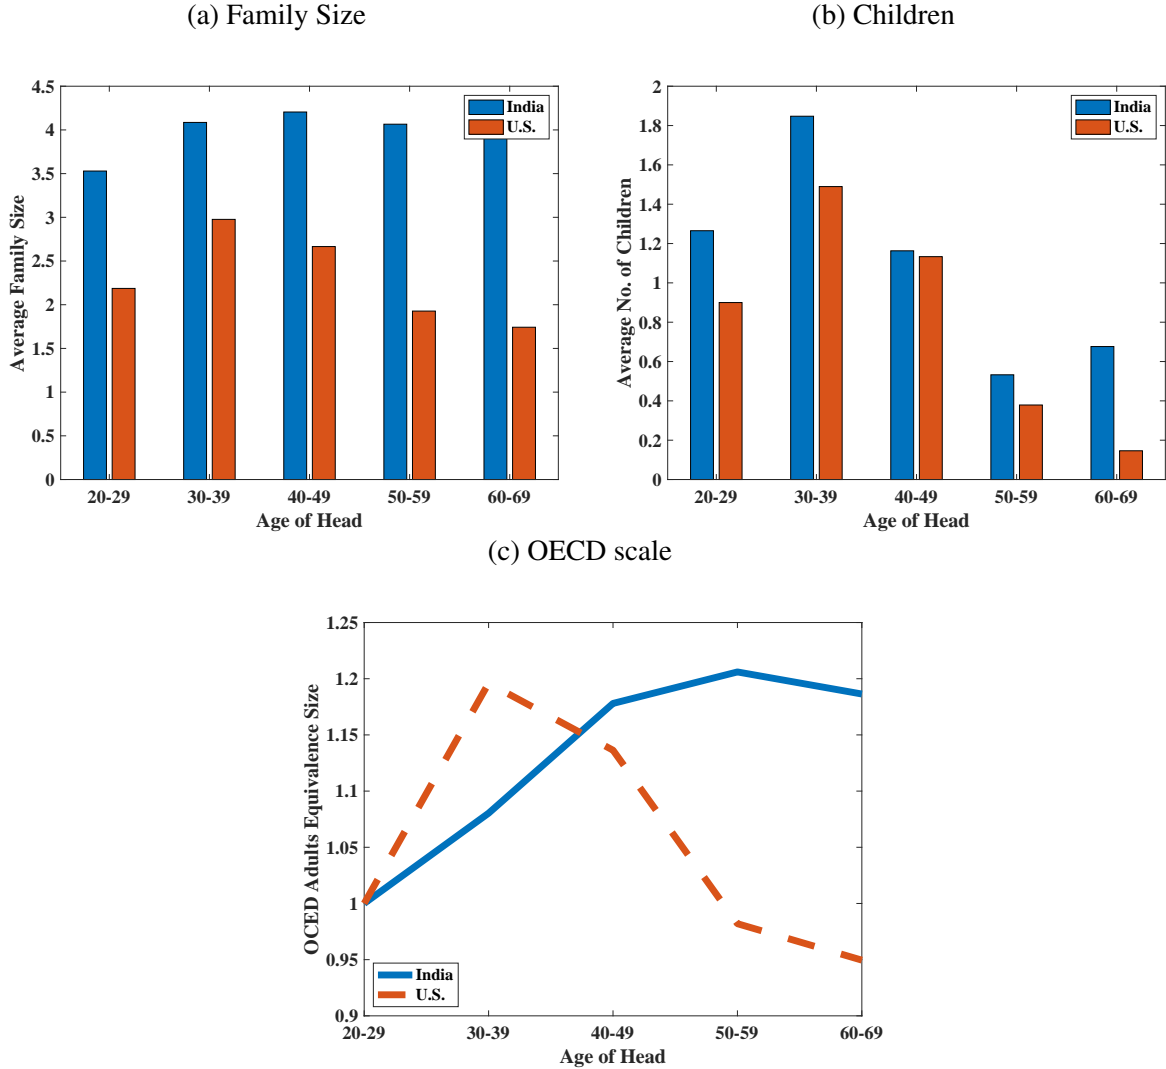 (a) Family Size
4.5
4
3.5
3
2.5
2
1.5
1
0.5
0
Average Family Size
India
U.S.
20-29 30-39 40-49 50-59 60-69
Age of Head
(b) Children
2
1.8
1.6
1.4
1.2
1
0.8
0.6
0.4
0.2
0
Average No. of Children
India
U.S.
20-29 30-39 40-49 50-59 60-69
Age of Head
(c) OECD scale
1.25
1.2
1.15
1.1
1.05
1
0.95
0.9
OCED Adults Equivalence Size
India
U.S.
20-29 30-39 40-49 50-59 60-69
Age of Head